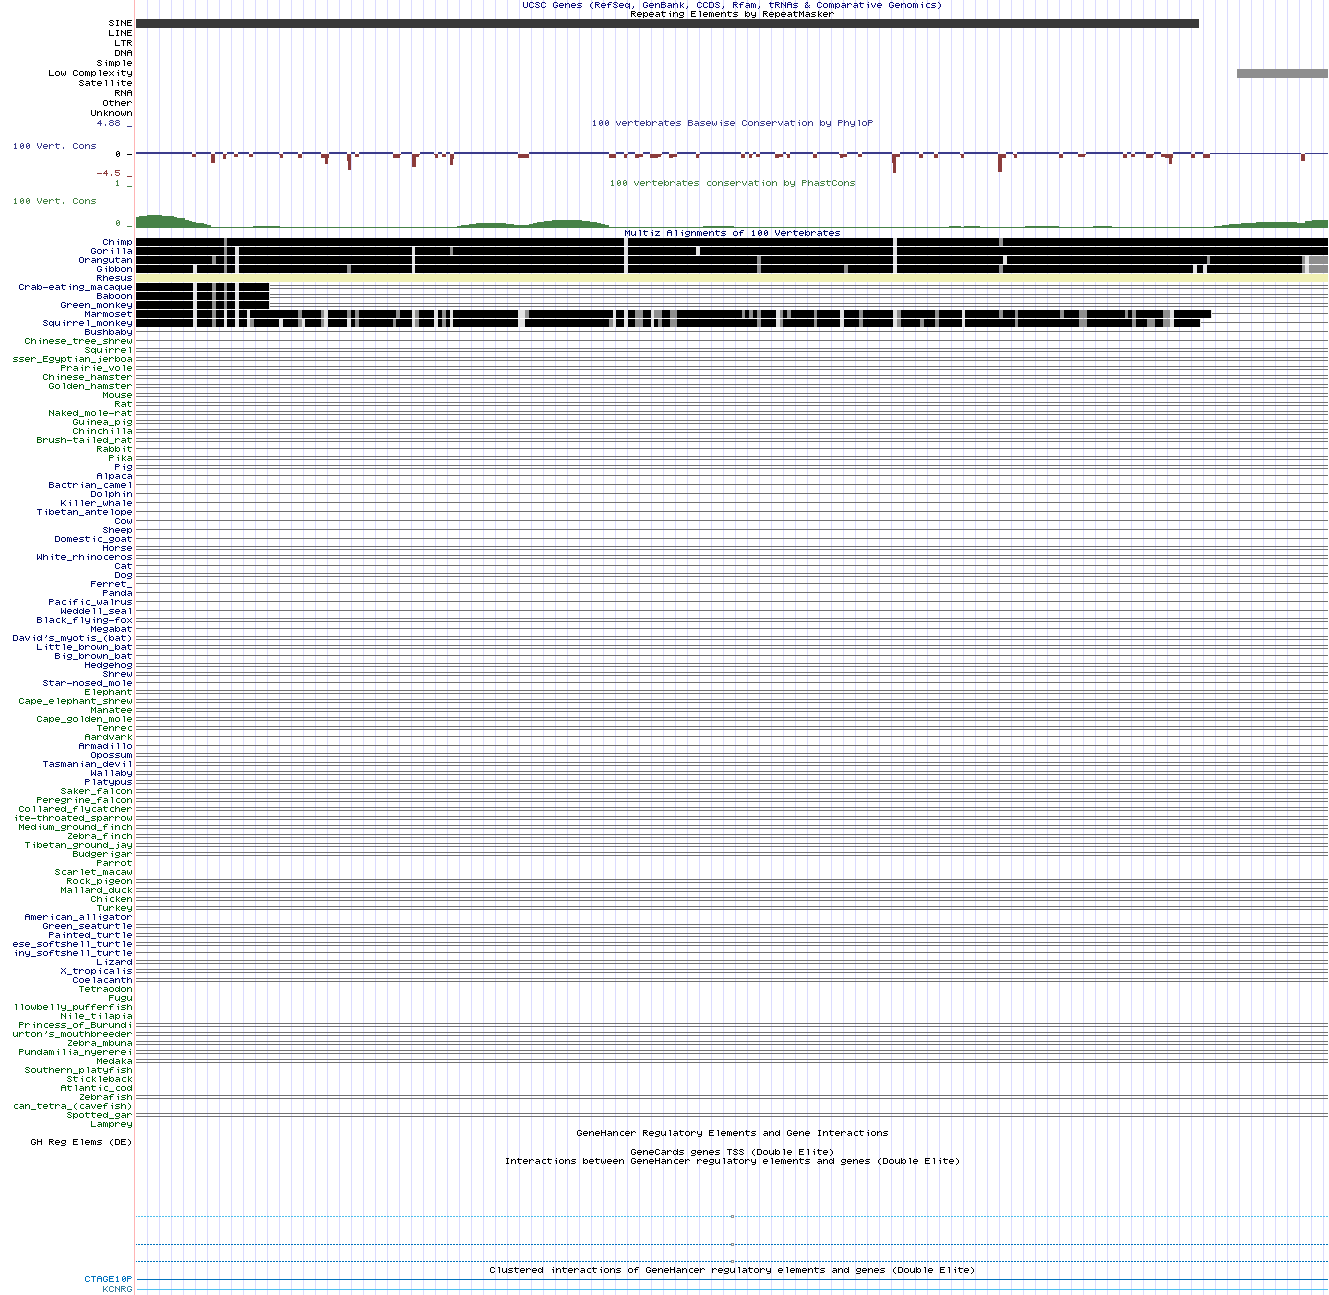 UCSC Genes (RefSeq, GenBank, CCDS, Rfam, tRNAs & Comparative Genomics)
Repeating Elements by RepeatMasker
SINE
LINE
LTR
DNA
Simple
Low Complexity
Satellite
RNA
Other
Unknown
4.88 _
100 vertebrates Basewise Conservation by PhyloP
100 Vert. Cons
0 _
-4.5 _
1 _
100 vertebrates conservation by PhastCons
100 Vert. Cons
0 _
Multiz Alignments of 100 Vertebrates
Chimp
Gorilla
Orangutan
Gibbon
Rhesus
Crab-eating_macaque
Baboon
Green_monkey
Marmoset
Squirrel_monkey
Bushbaby
Chinese_tree_shrew
Squirrel
sser_Egyptian_jerboa
Prairie_vole
Chinese_hamster
Golden_hamster
Mouse
Rat
Naked_mole-rat
Guinea_pig
Chinchilla
Brush-tailed_rat
Rabbit
Pika
Pig
Alpaca
Bactrian_camel
Dolphin
Killer_whale
Tibetan_antelope
Cow
Sheep
Domestic_goat
Horse
White_rhinoceros
Cat
Dog
Ferret_
Panda
Pacific_walrus
Weddell_seal
Black_flying-fox
Megabat
David's_myotis_(bat)
Little_brown_bat
Big_brown_bat
Hedgehog
Shrew
Star-nosed_mole
Elephant
Cape_elephant_shrew
Manatee
Cape_golden_mole
Tenrec
Aardvark
Armadillo
Opossum
Tasmanian_devil
Wallaby
Platypus
Saker_falcon
Peregrine_falcon
Collared_flycatcher
ite-throated_sparrow
Medium_ground_finch
Zebra_finch
Tibetan_ground_jay
Budgerigar
Parrot
Scarlet_macaw
Rock_pigeon
Mallard_duck
Chicken
Turkey
American_alligator
Green_seaturtle
Painted_turtle
ese_softshell_turtle
iny_softshell_turtle
Lizard
X_tropicalis
Coelacanth
Tetraodon
Fugu
llowbelly_pufferfish
Nile_tilapia
Princess_of_Burundi
urton's_mouthbreeder
Zebra_mbuna
Pundamilia_nyererei
Medaka
Southern_platyfish
Stickleback
Atlantic_cod
Zebrafish
can_tetra_(cavefish)
Spotted_gar
Lamprey
GeneHancer Regulatory Elements and Gene Interactions
GH Reg Elems (DE)
GeneCards genes TSS (Double Elite)
Interactions between GeneHancer regulatory elements and genes (Double Elite)
Clustered interactions of GeneHancer regulatory elements and genes (Double Elite)
CTAGE10P
KCNRG